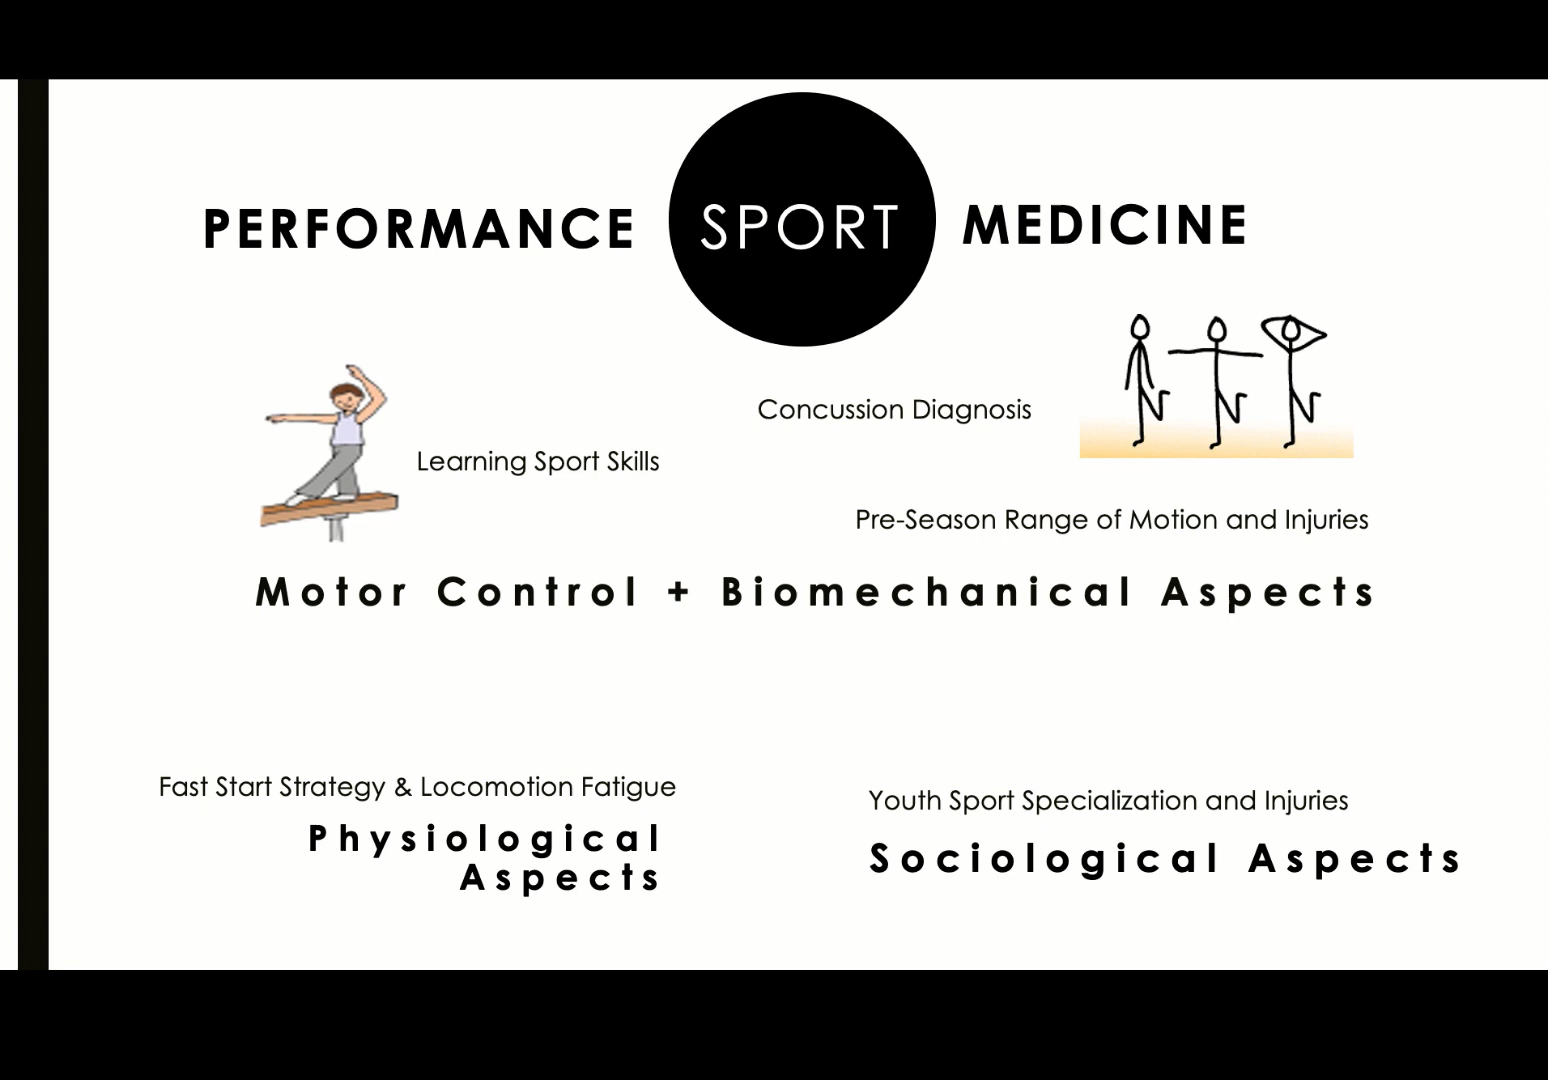 PERFORMANCE SPORT MEDICINE
Concussion Diagnosis
Learning Sport Skills
Pre-Season Range of Motion and Injuries
Motor Control + Biomechanical Aspects
Fast Start Strategy & Locomotion Fatigue
Physiological
Aspects
Youth Sport Specialization and Injuries
Sociological Aspects